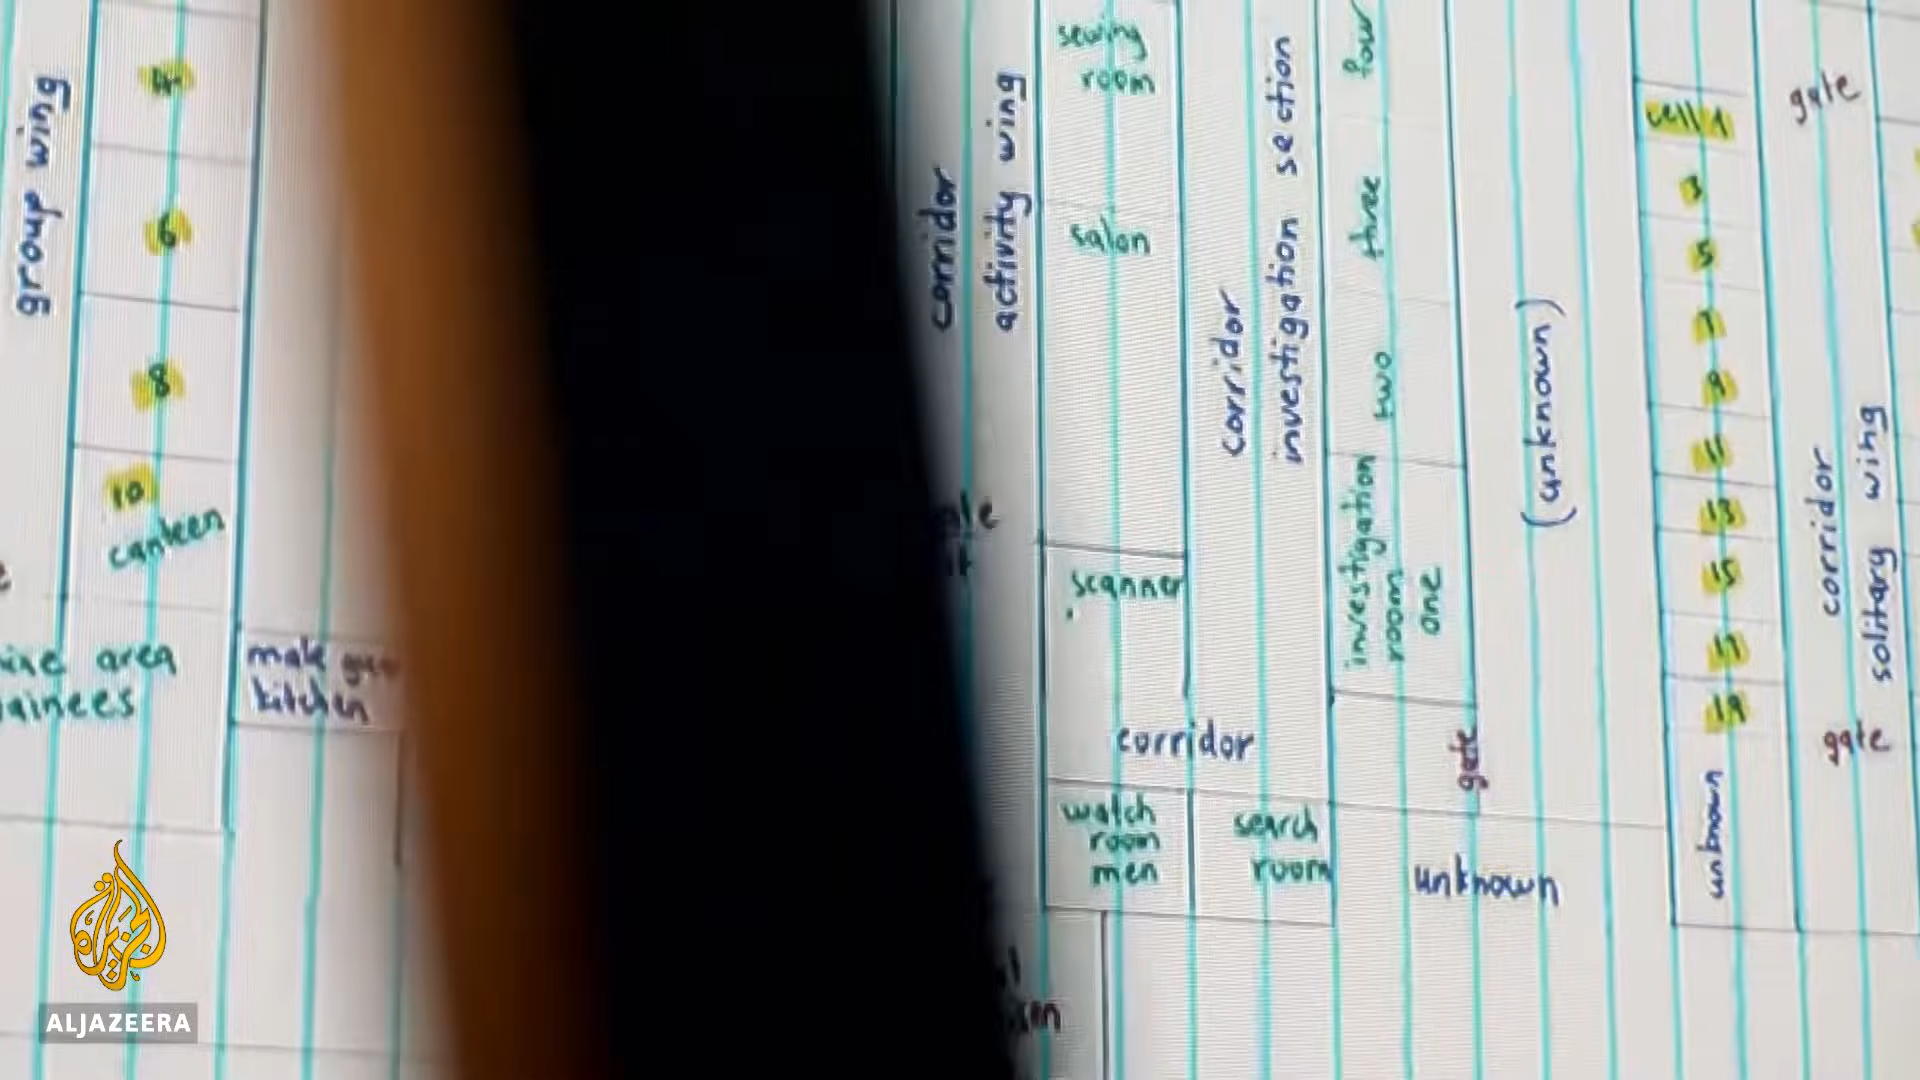 group wing
4
6
8
10
canteen
area
make
kitchen
corridor
activity wing
sewing
room
salon
scanner
corridor
investigation section
four
three
two
investigation
room
one
corridor
gate
watch
room
men
search
room
unknown
(unknown)
cell 1
3
5
7
9
11
13
15
17
19
unknown
gate
corridor
solitary wing
gate
الجزيرة
ALJAZEERA